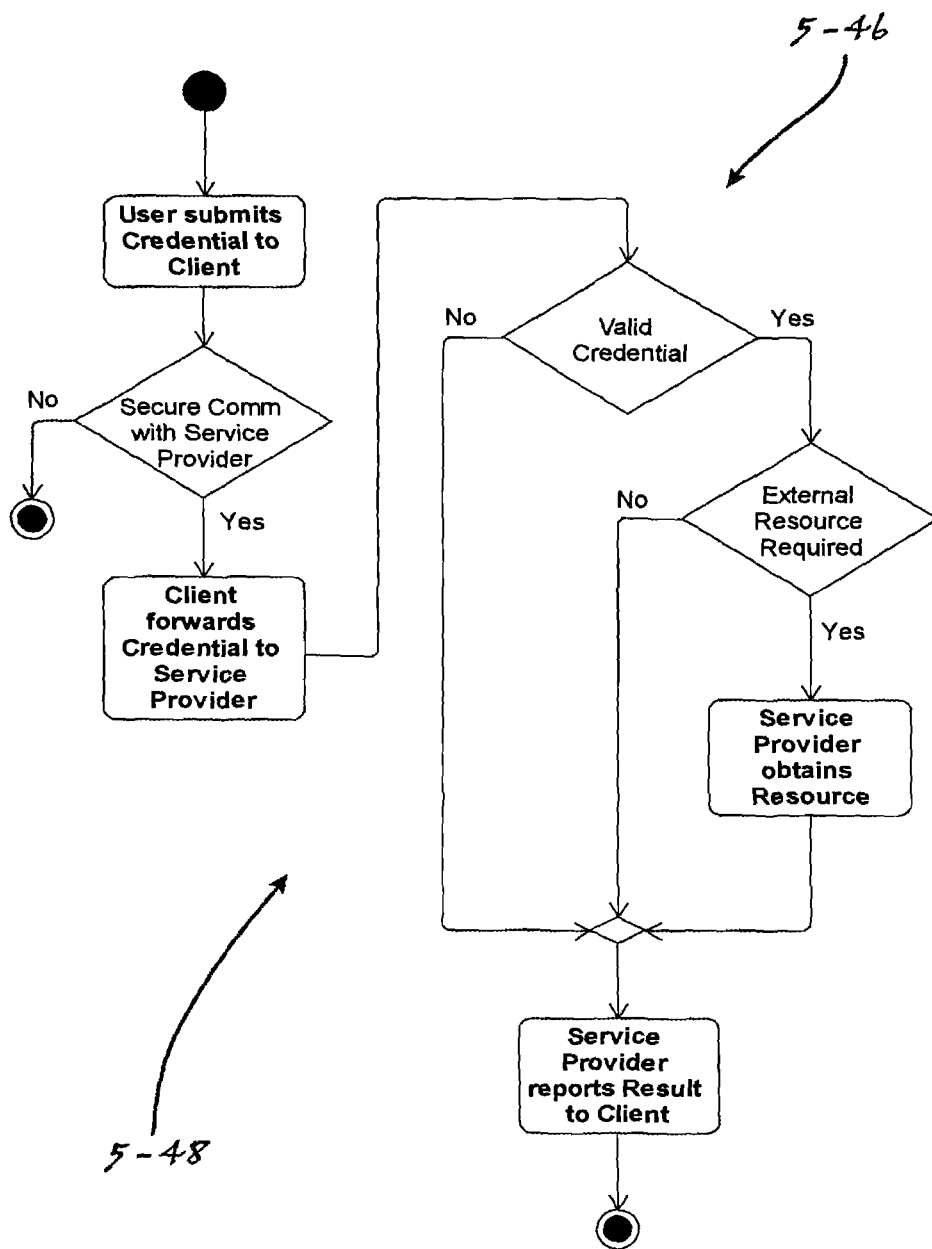 5-46
User submits
Credential to
Client
No
Secure Comm
with Service
Provider
Yes
Client
forwards
Credential to
Service
Provider
No
Valid
Credential
Yes
No
External
Resource
Required
Yes
Service
Provider
obtains
Resource
Service
Provider
reports Result
to Client
5-48